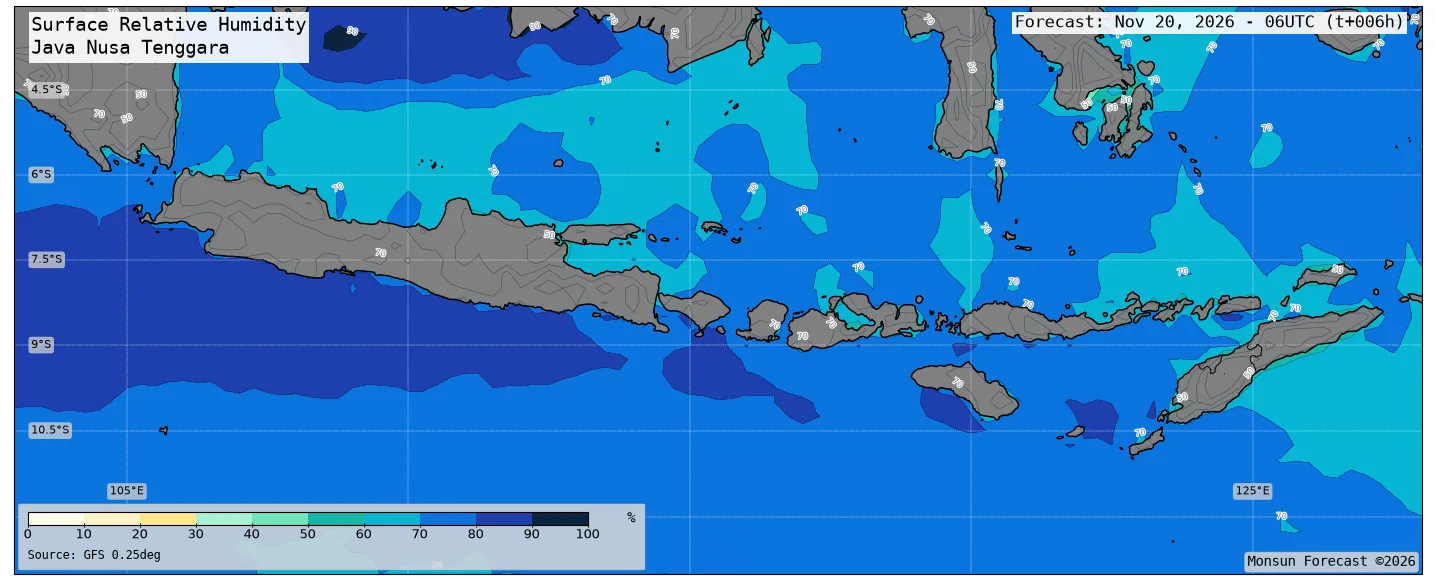 Surface Relative Humidity
Java Nusa Tenggara
Forecast: Nov 20, 2026 - 06UTC (t+006h)
4.5°S
6°S
7.5°S
9°S
10.5°S
105°E
125°E
0 10 20 30 40 50 60 70 80 90 100 %
Source: GFS 0.25deg
Monsun Forecast ©2026